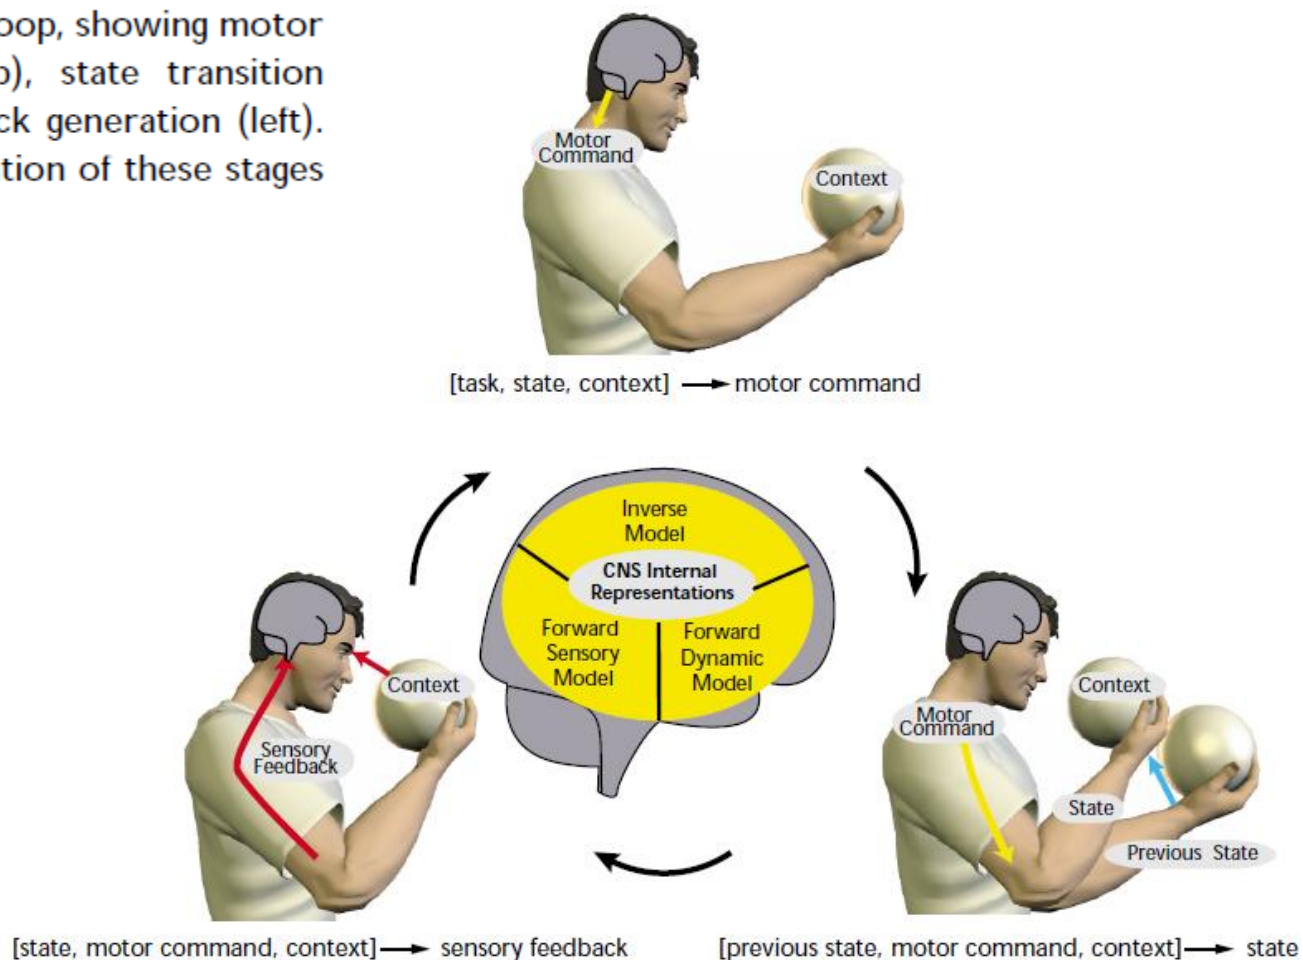 oop, showing motor
o), state transition
ck generation (left).
tion of these stages
Motor
Command
Context
[task, state, context] → motor command
Inverse
Model
CNS Internal
Representations
Forward
Sensory
Model
Forward
Dynamic
Model
Context
Sensory
Feedback
Context
Motor
Command
State
Previous State
[state, motor command, context] → sensory feedback
[previous state, motor command, context] → state